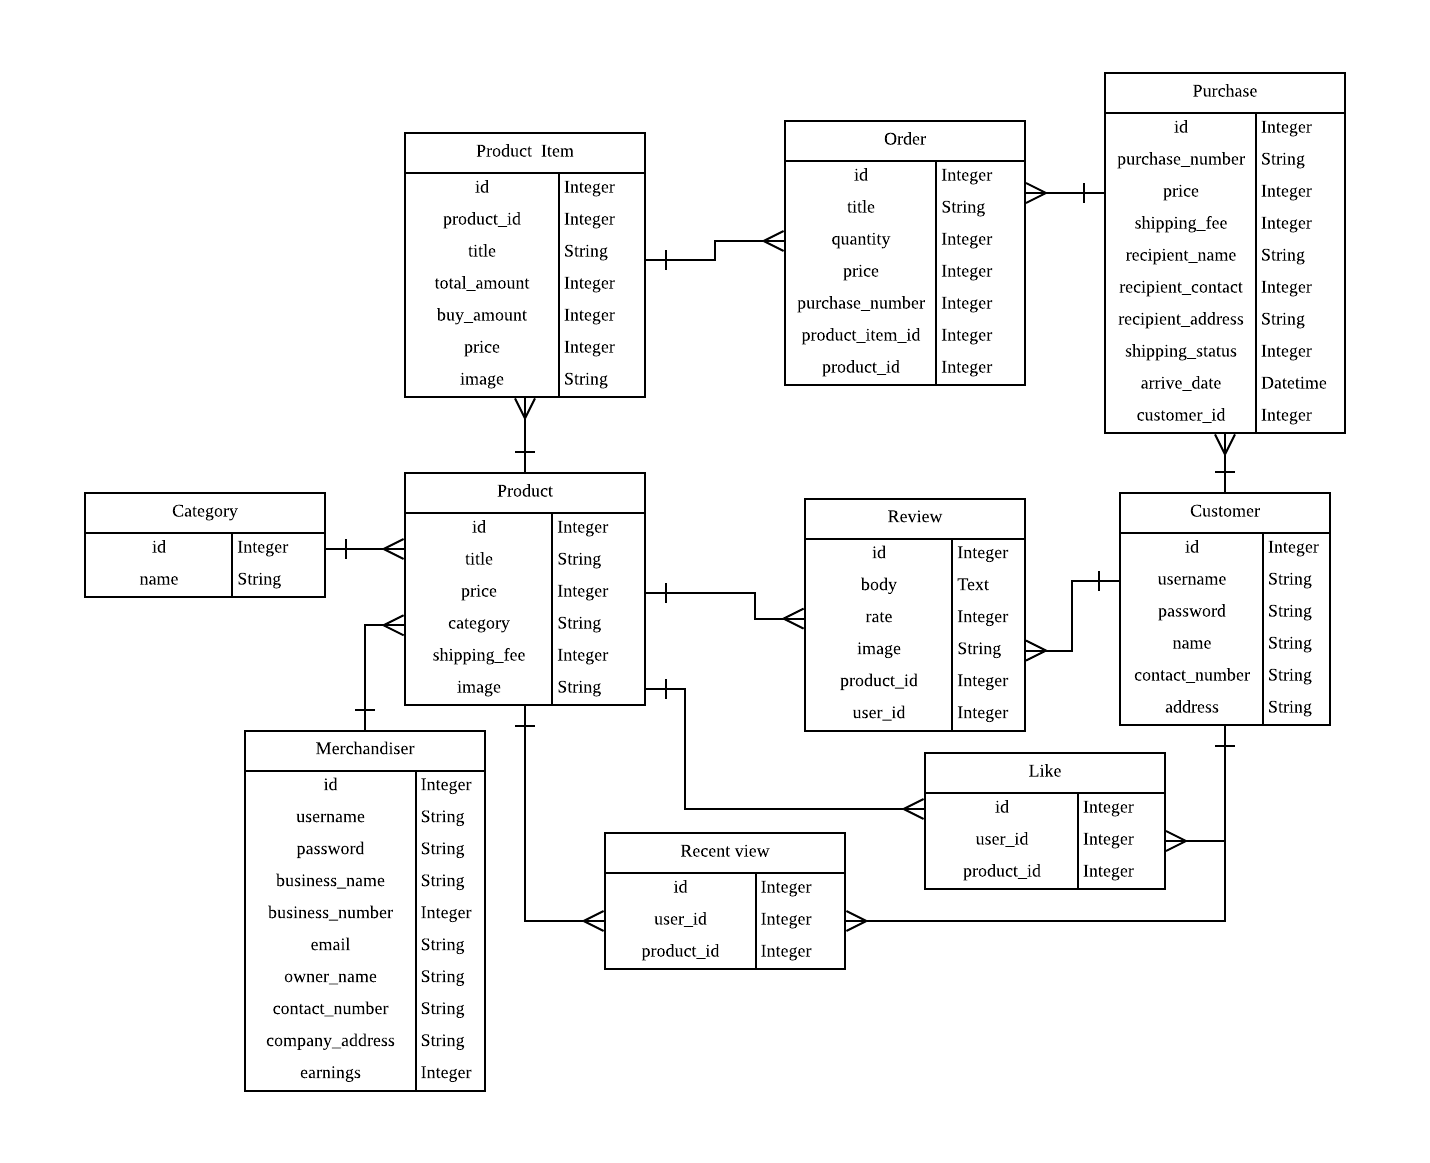 Purchase
id Integer
purchase_number String
price Integer
shipping_fee Integer
recipient_name String
recipient_contact Integer
recipient_address String
shipping_status Integer
arrive_date Datetime
customer_id Integer
Order
id Integer
title String
quantity Integer
price Integer
purchase_number Integer
product_item_id Integer
product_id Integer
Product Item
id Integer
product_id Integer
title String
total_amount Integer
buy_amount Integer
price Integer
image String
Category
id Integer
name String
Product
id Integer
title String
price Integer
category String
shipping_fee Integer
image String
Review
id Integer
body Text
rate Integer
image String
product_id Integer
user_id Integer
Customer
id Integer
username String
password String
name String
contact_number String
address String
Merchandiser
id Integer
username String
password String
business_name String
business_number Integer
email String
owner_name String
contact_number String
company_address String
earnings Integer
Like
id Integer
user_id Integer
product_id Integer
Recent view
id Integer
user_id Integer
product_id Integer